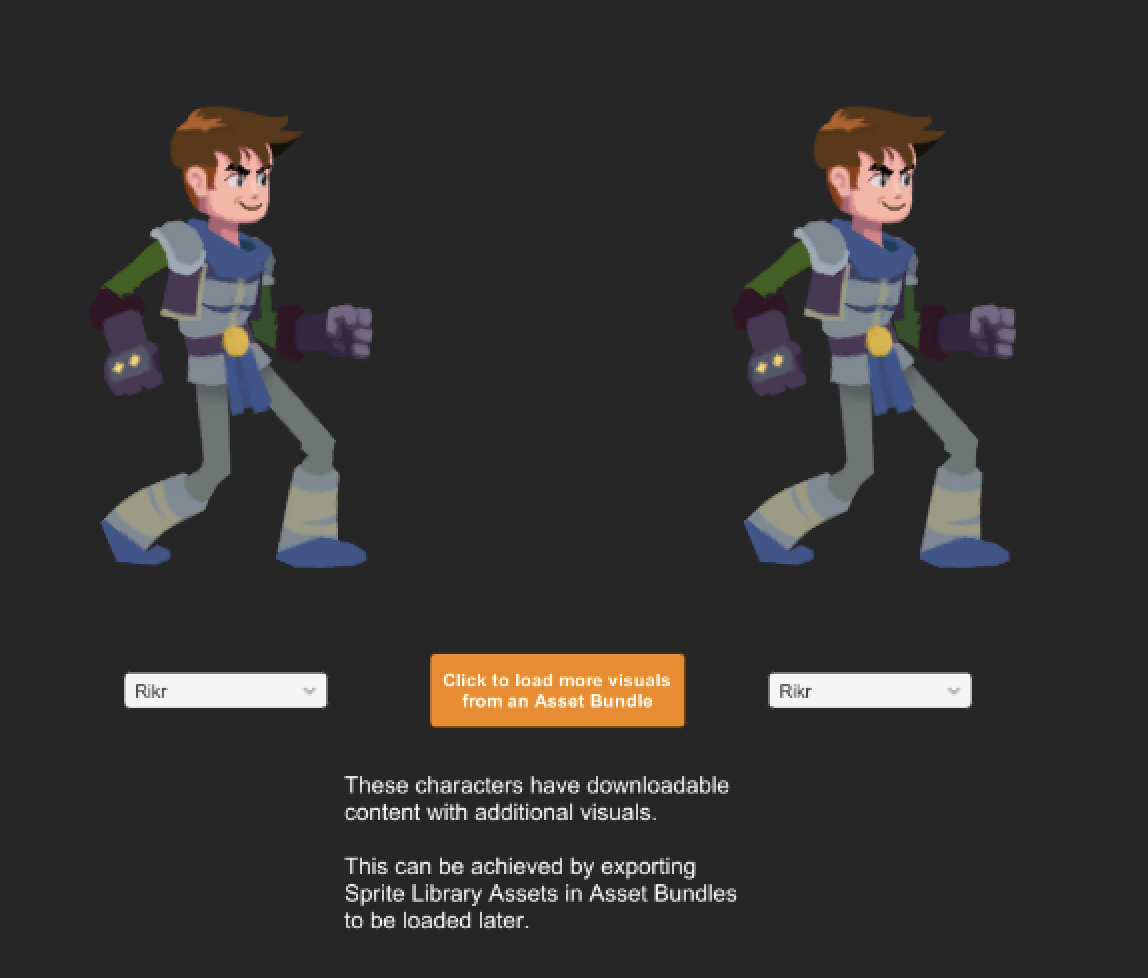 Rikr
Click to load more visuals
from an Asset Bundle
Rikr
These characters have downloadable
content with additional visuals.
This can be achieved by exporting
Sprite Library Assets in Asset Bundles
to be loaded later.